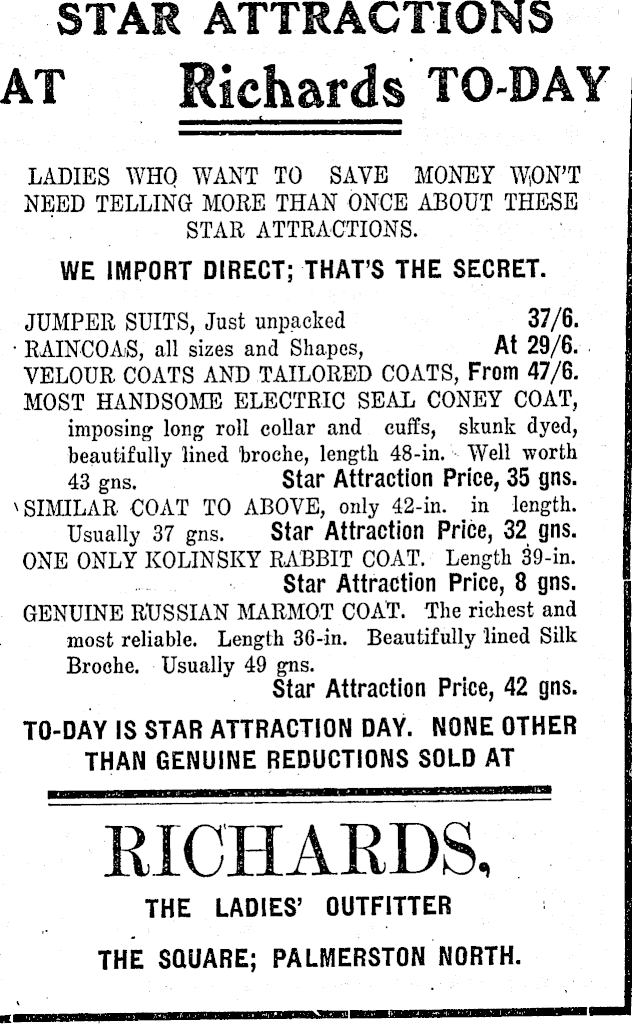 STAR ATTRACTIONS
AT Richards TO-DAY
LADIES WHO WANT TO SAVE MONEY WON'T
NEED TELLING MORE THAN ONCE ABOUT THESE
STAR ATTRACTIONS.
WE IMPORT DIRECT; THAT'S THE SECRET.
JUMPER SUITS, Just unpacked 37/6.
RAINCOAS, all sizes and Shapes, At 29/6.
VELOUR COATS AND TAILORED COATS, From 47/6.
MOST HANDSOME ELECTRIC SEAL CONEY COAT,
imposing long roll collar and cuffs, skunk dyed,
beautifully lined broche, length 48-in. Well worth
43 gns. Star Attraction Price, 35 gns.
SIMILAR COAT TO ABOVE, only 42-in. in length.
Usually 37 gns. Star Attraction Price, 32 gns.
ONE ONLY KOLINSKY RABBIT COAT. Length 39-in.
Star Attraction Price, 8 gns.
GENUINE RUSSIAN MARMOT COAT. The richest and
most reliable. Length 36-in. Beautifully lined Silk
Broche. Usually 49 gns.
Star Attraction Price, 42 gns.
TO-DAY IS STAR ATTRACTION DAY. NONE OTHER
THAN GENUINE REDUCTIONS SOLD AT
RICHARDS,
THE LADIES' OUTFITTER
THE SQUARE; PALMERSTON NORTH.